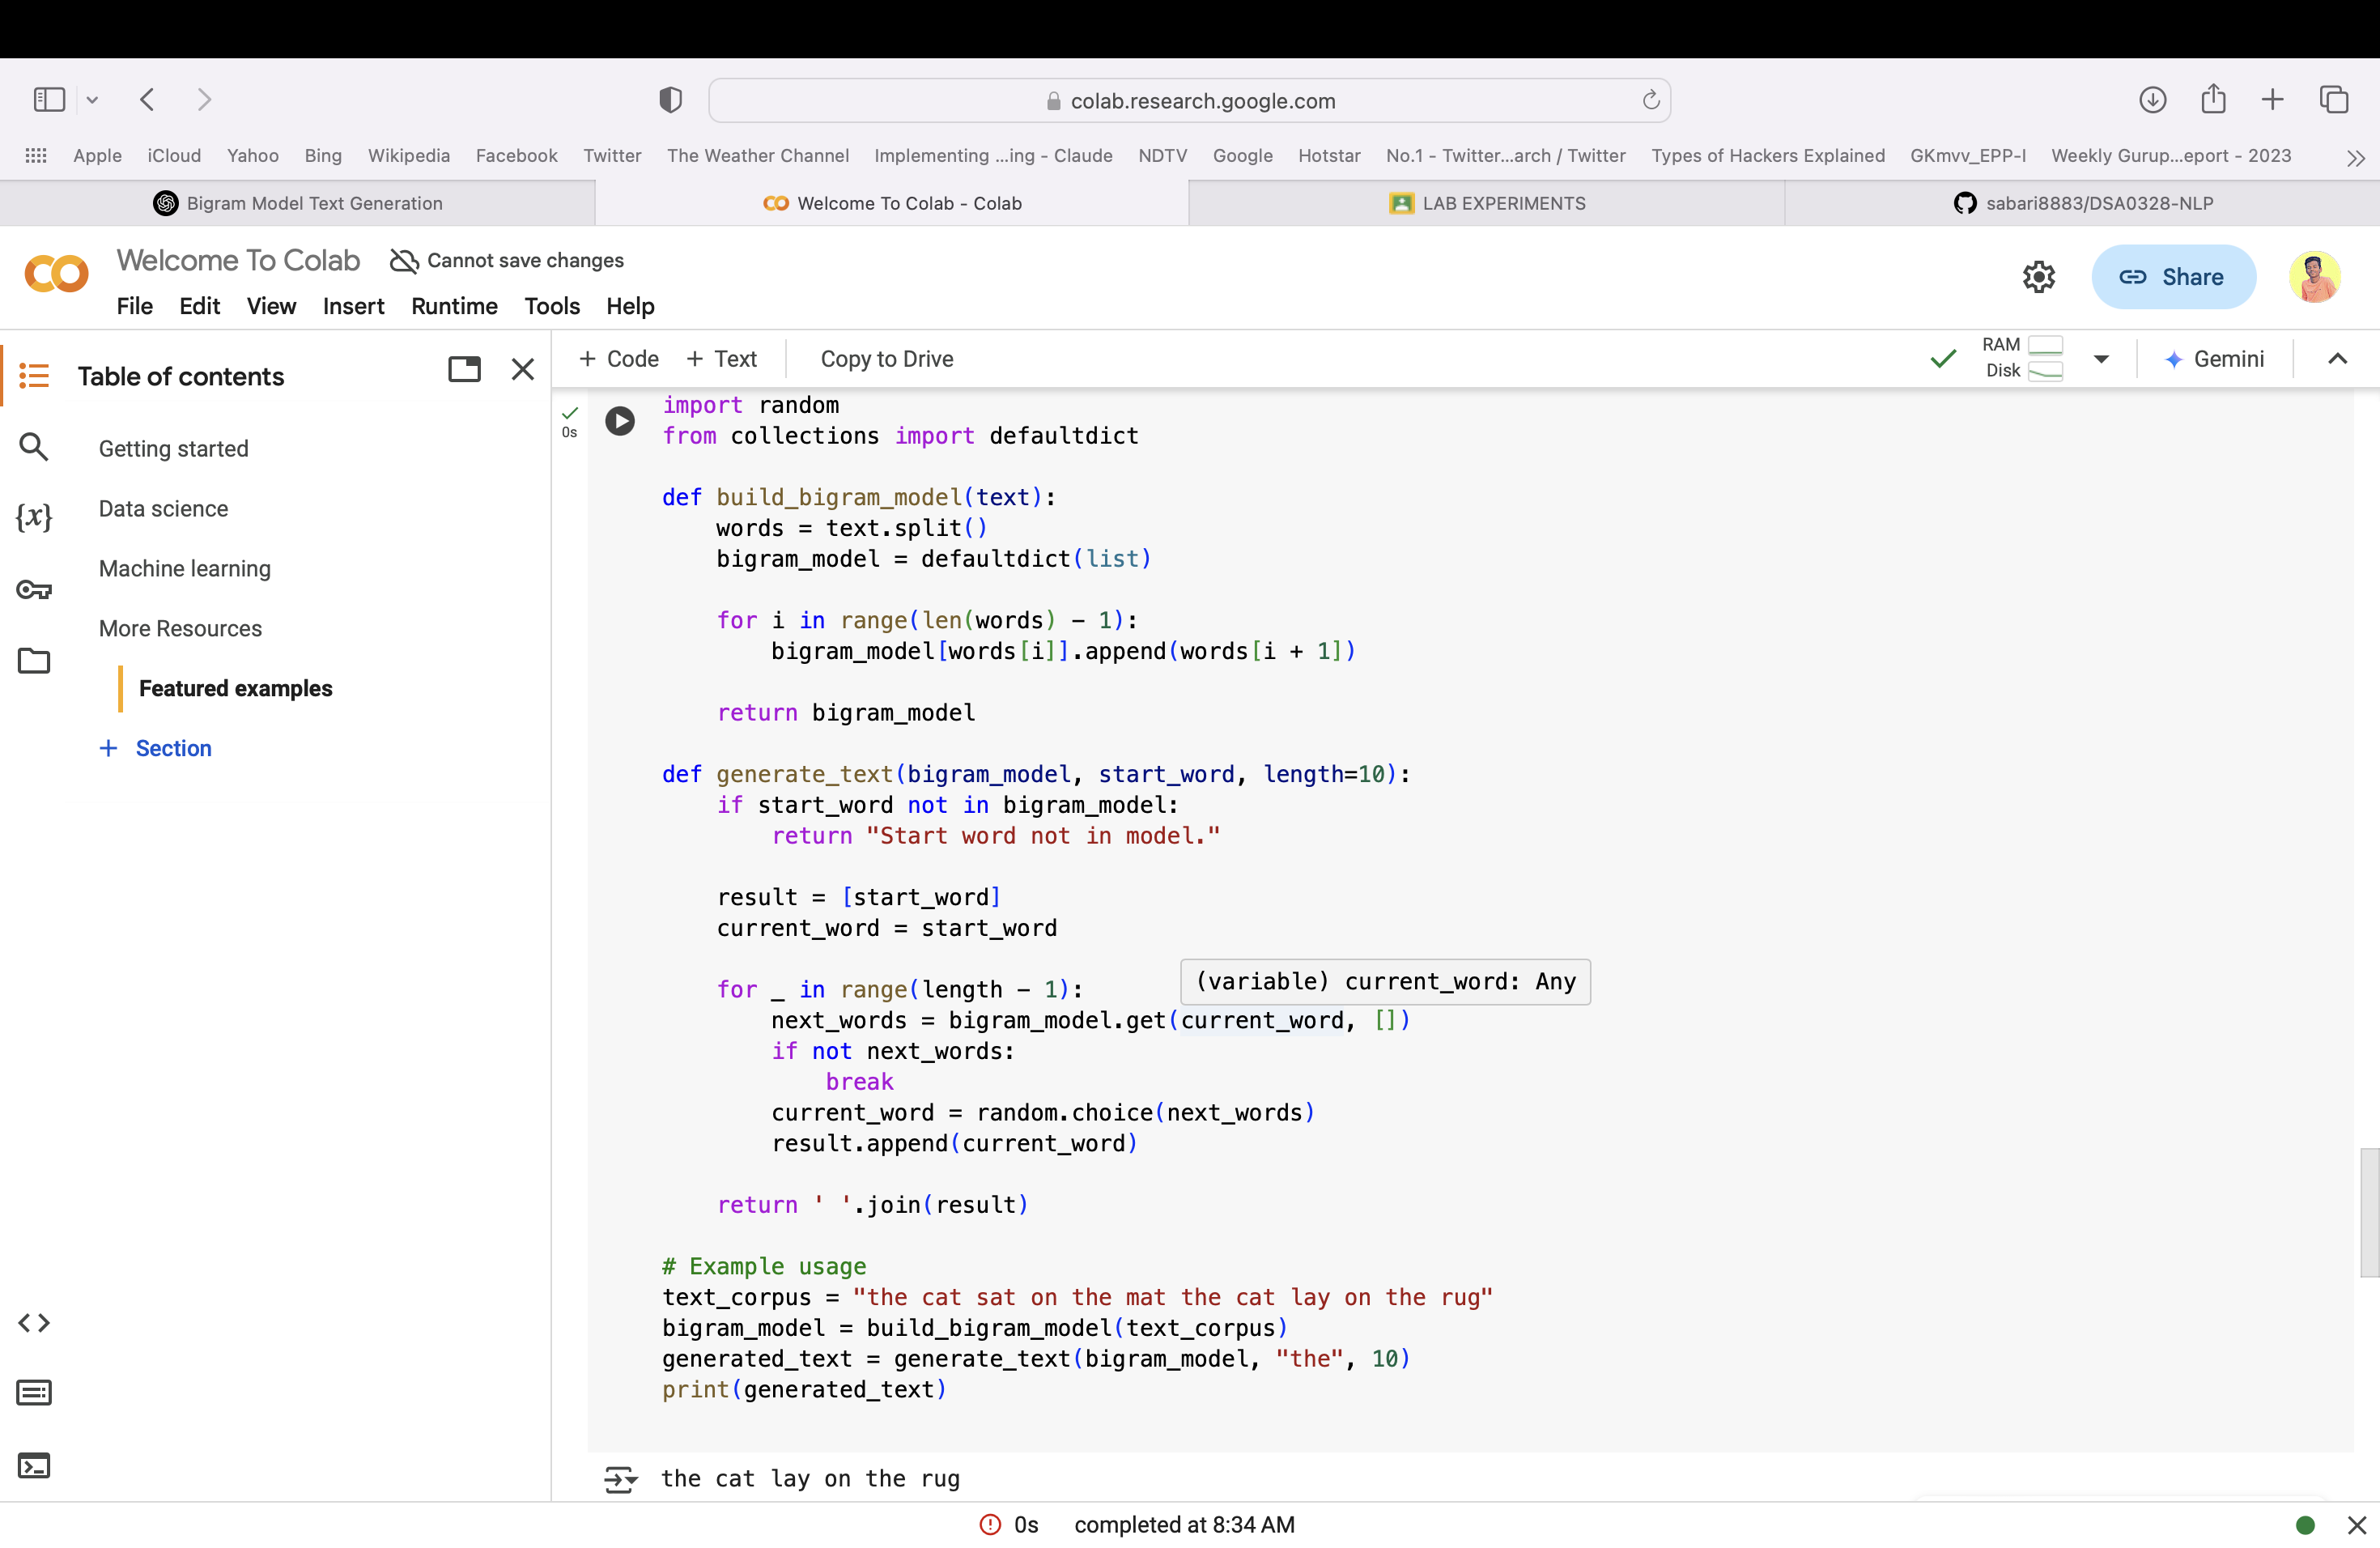 colab.research.google.com
Apple iCloud Yahoo Bing Wikipedia Facebook Twitter The Weather Channel Implementing ...ing - Claude NDTV Google Hotstar No.1 - Twitter...arch / Twitter Types of Hackers Explained GKmvv_EPP-I Weekly Gurup...eport - 2023
Bigram Model Text Generation Welcome To Colab - Colab LAB EXPERIMENTS sabari8883/DSA0328-NLP
Welcome To Colab Cannot save changes
File Edit View Insert Runtime Tools Help
Share
Table of contents
Getting started
Data science
Machine learning
More Resources
Featured examples
+ Section
{x}
+ Code + Text Copy to Drive
RAM
Disk
Gemini
0s
import random
from collections import defaultdict

def build_bigram_model(text):
    words = text.split()
    bigram_model = defaultdict(list)

    for i in range(len(words) - 1):
        bigram_model[words[i]].append(words[i + 1])

    return bigram_model

def generate_text(bigram_model, start_word, length=10):
    if start_word not in bigram_model:
        return "Start word not in model."

    result = [start_word]
    current_word = start_word

    for _ in range(length - 1):
(variable) current_word: Any
        next_words = bigram_model.get(current_word, [])
        if not next_words:
            break
        current_word = random.choice(next_words)
        result.append(current_word)

    return ' '.join(result)

# Example usage
text_corpus = "the cat sat on the mat the cat lay on the rug"
bigram_model = build_bigram_model(text_corpus)
generated_text = generate_text(bigram_model, "the", 10)
print(generated_text)
the cat lay on the rug
0s completed at 8:34 AM